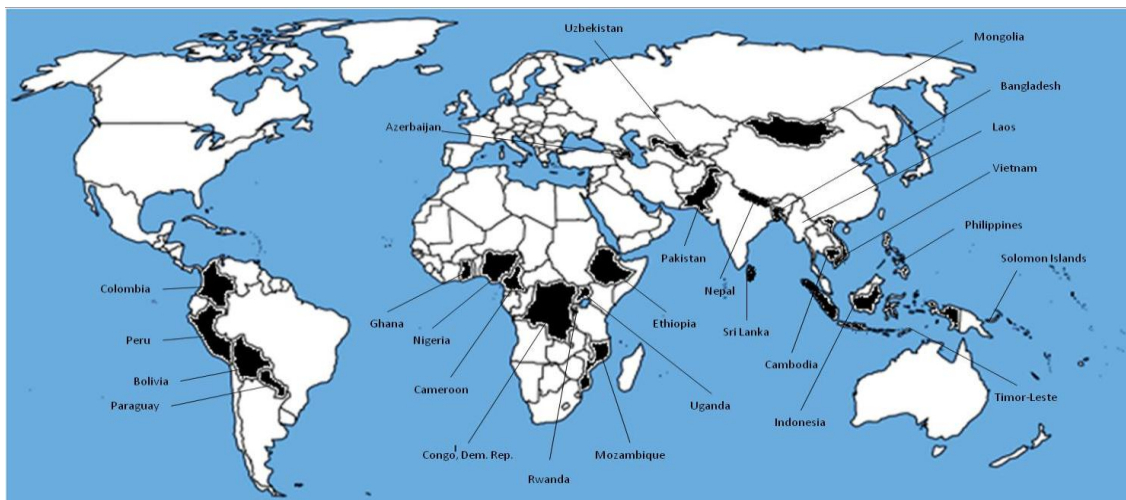 Uzbekistan
Mongolia
Bangladesh
Azerbaijan
Laos
Vietnam
Philippines
Pakistan
Solomon Islands
Colombia
Nepal
Ghana
Ethiopia
Sri Lanka
Peru
Nigeria
Cambodia
Bolivia
Cameroon
Timor-Leste
Paraguay
Uganda
Indonesia
Congo, Dem. Rep.
Mozambique
Rwanda